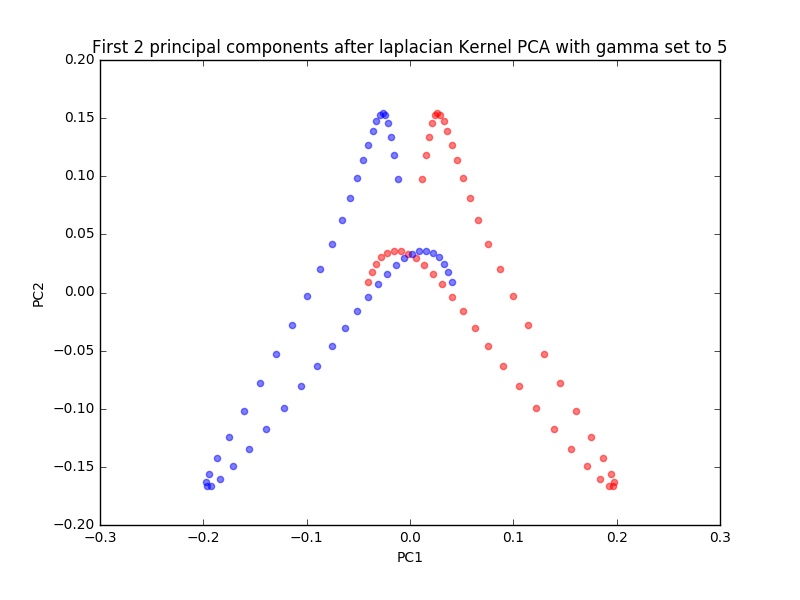 First 2 principal components after laplacian Kernel PCA with gamma set to 5
0.20
0.15
0.10
0.05
0.00
−0.05
−0.10
−0.15
−0.20
PC2
−0.3 −0.2 −0.1 0.0 0.1 0.2 0.3
PC1